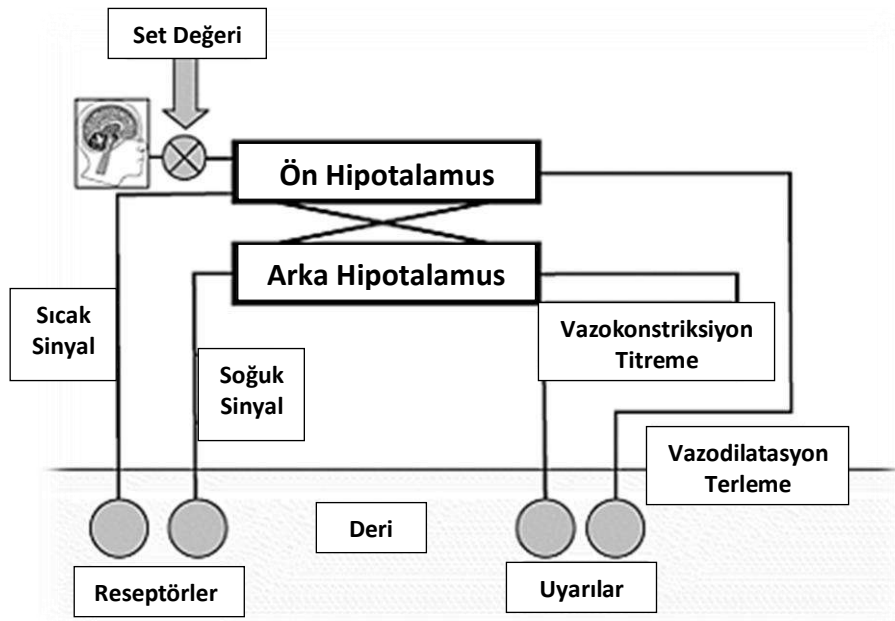 Set Değeri
Ön Hipotalamus
Arka Hipotalamus
Sıcak
Sinyal
Soğuk
Sinyal
Vazokonstriksiyon
Titreme
Vazodilatasyon
Terleme
Deri
Reseptörler
Uyarılar